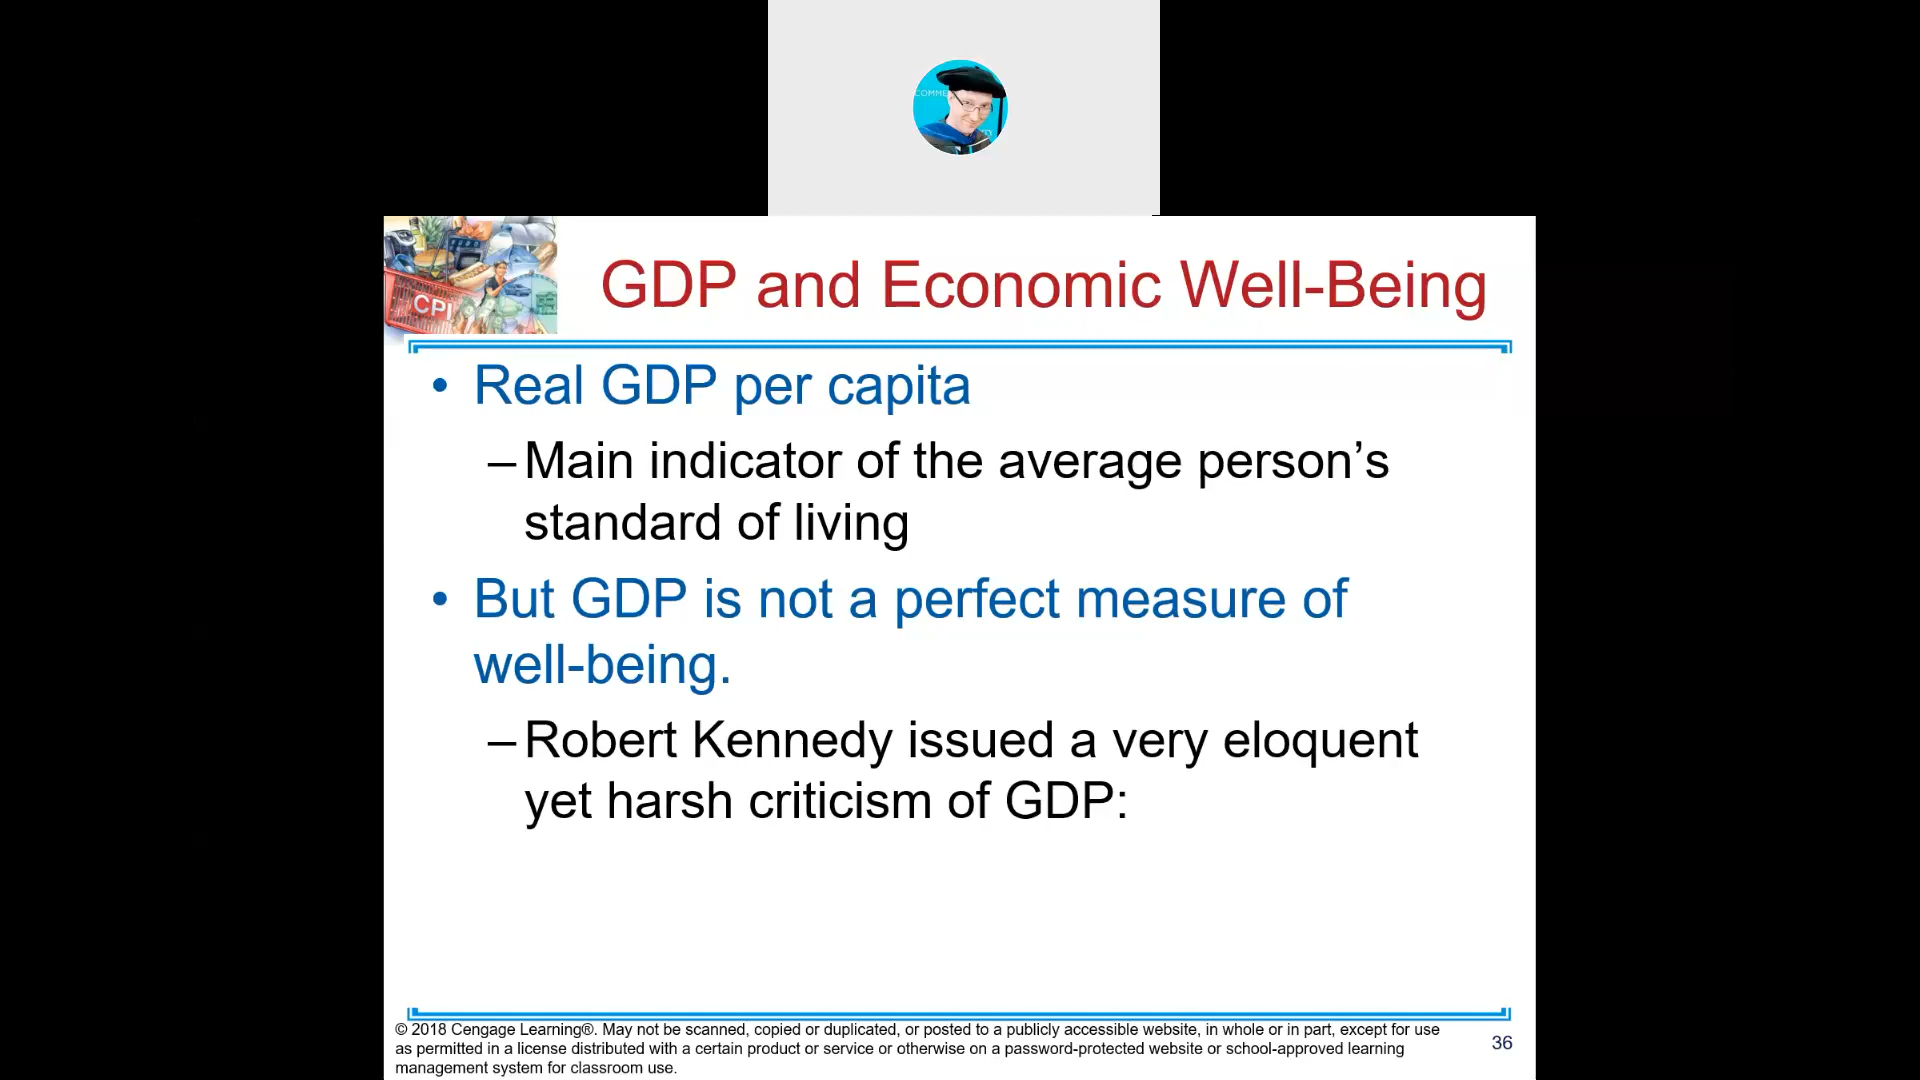 COMME
GDP and Economic Well-Being
CPI
• Real GDP per capita
– Main indicator of the average person’s
standard of living
• But GDP is not a perfect measure of
well-being.
– Robert Kennedy issued a very eloquent
yet harsh criticism of GDP:
© 2018 Cengage Learning®. May not be scanned, copied or duplicated, or posted to a publicly accessible website, in whole or in part, except for use
as permitted in a license distributed with a certain product or service or otherwise on a password-protected website or school-approved learning
management system for classroom use.
36